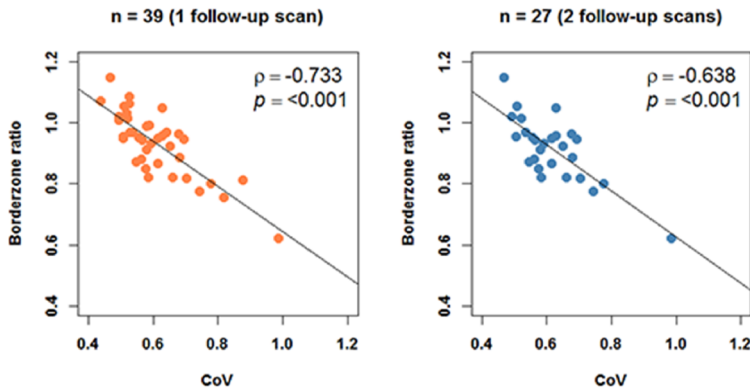 n = 39 (1 follow-up scan)
ρ = -0.733
p = <0.001
Borderzone ratio
1.2
1.0
0.8
0.6
0.4
0.4 0.6 0.8 1.0 1.2
CoV
n = 27 (2 follow-up scans)
ρ = -0.638
p = <0.001
Borderzone ratio
1.2
1.0
0.8
0.6
0.4
0.4 0.6 0.8 1.0 1.2
CoV